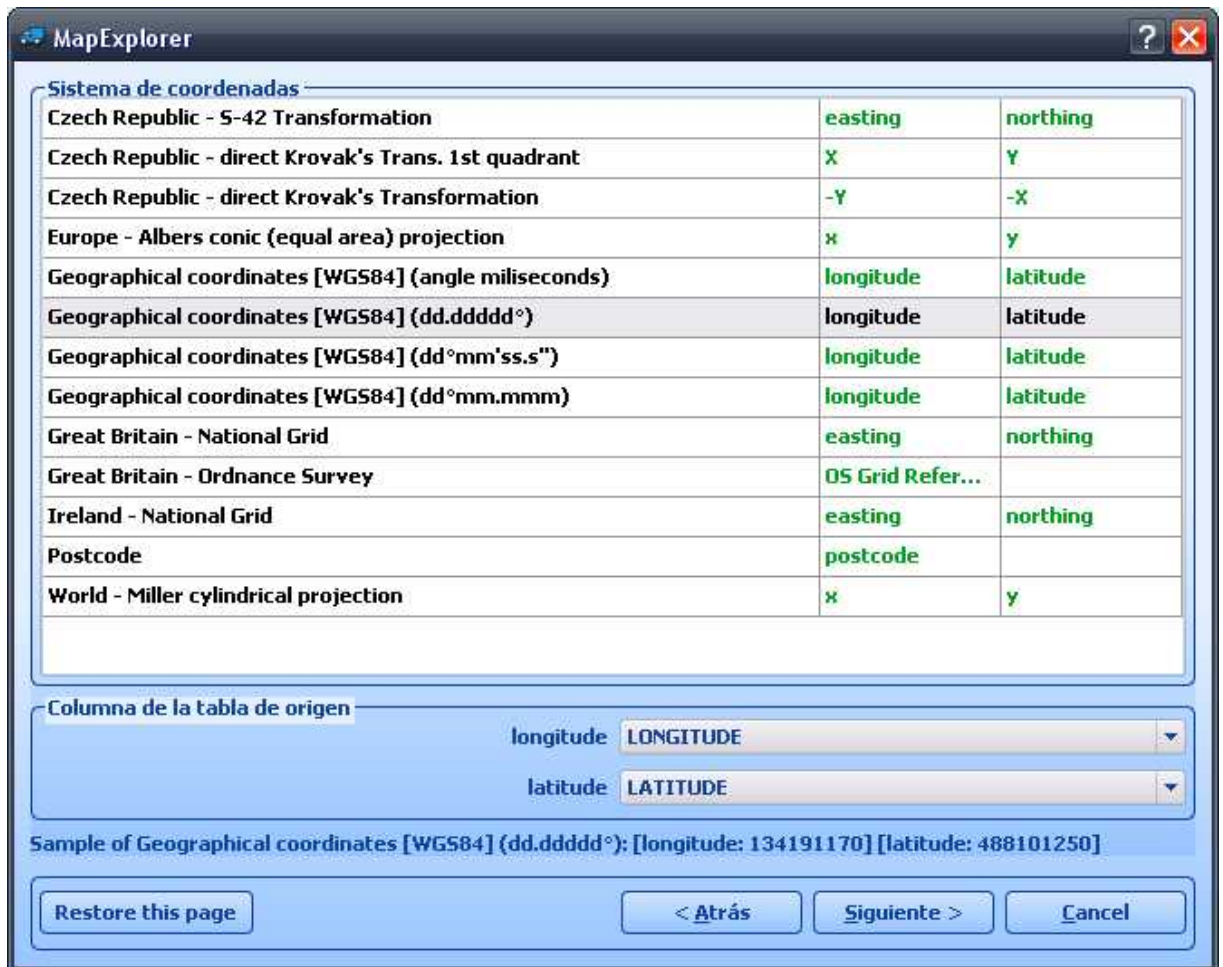 MapExplorer
Sistema de coordenadas
Czech Republic - S-42 Transformation easting northing
Czech Republic - direct Krovak's Trans. 1st quadrant X Y
Czech Republic - direct Krovak's Transformation -Y -X
Europe - Albers conic (equal area) projection x y
Geographical coordinates [WGS84] (angle miliseconds) longitude latitude
Geographical coordinates [WGS84] (dd.ddddd°) longitude latitude
Geographical coordinates [WGS84] (dd°mm'ss.s") longitude latitude
Geographical coordinates [WGS84] (dd°mm.mmm) longitude latitude
Great Britain - National Grid easting northing
Great Britain - Ordnance Survey OS Grid Refer...
Ireland - National Grid easting northing
Postcode postcode
World - Miller cylindrical projection x y
Columna de la tabla de origen
longitude LONGITUDE
latitude LATITUDE
Sample of Geographical coordinates [WGS84] (dd.ddddd°): [longitude: 134191170] [latitude: 488101250]
Restore this page < Atrás Siguiente > Cancel